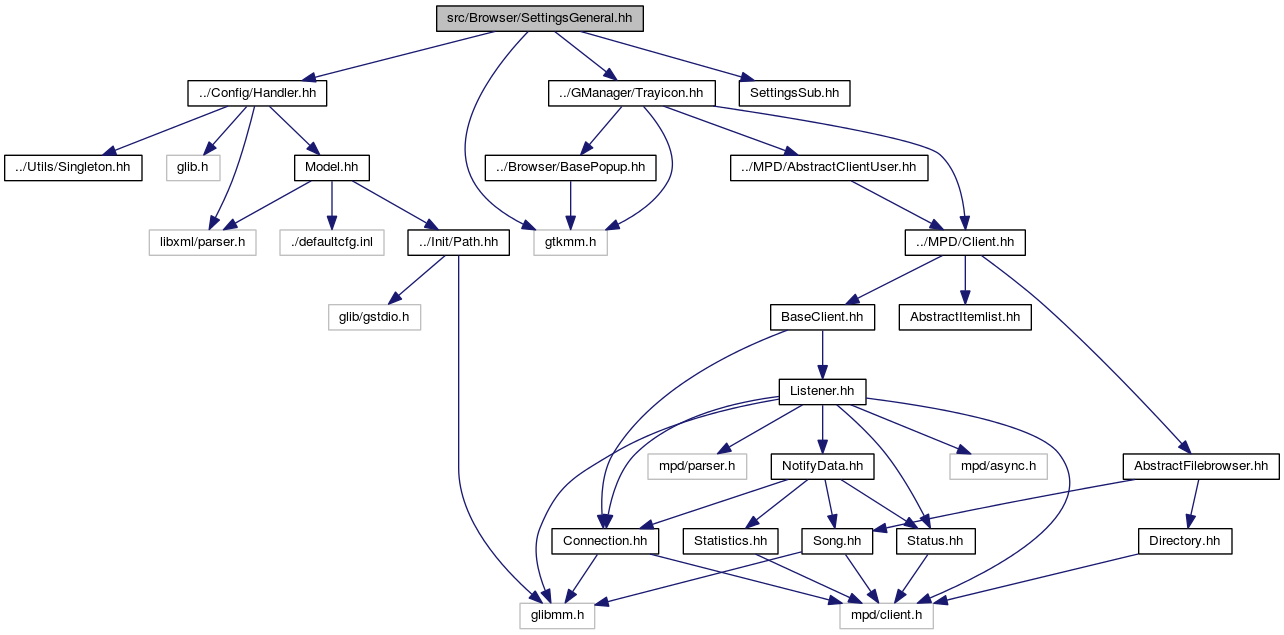 src/Browser/SettingsGeneral.hh
../Config/Handler.hh
../GManager/Trayicon.hh
SettingsSub.hh
../Utils/Singleton.hh
glib.h
Model.hh
../Browser/BasePopup.hh
../MPD/AbstractClientUser.hh
libxml/parser.h
./defaultcfg.inl
../Init/Path.hh
gtkmm.h
../MPD/Client.hh
glib/gstdio.h
BaseClient.hh
AbstractItemlist.hh
Listener.hh
mpd/parser.h
NotifyData.hh
mpd/async.h
AbstractFilebrowser.hh
Connection.hh
Statistics.hh
Song.hh
Status.hh
Directory.hh
glibmm.h
mpd/client.h